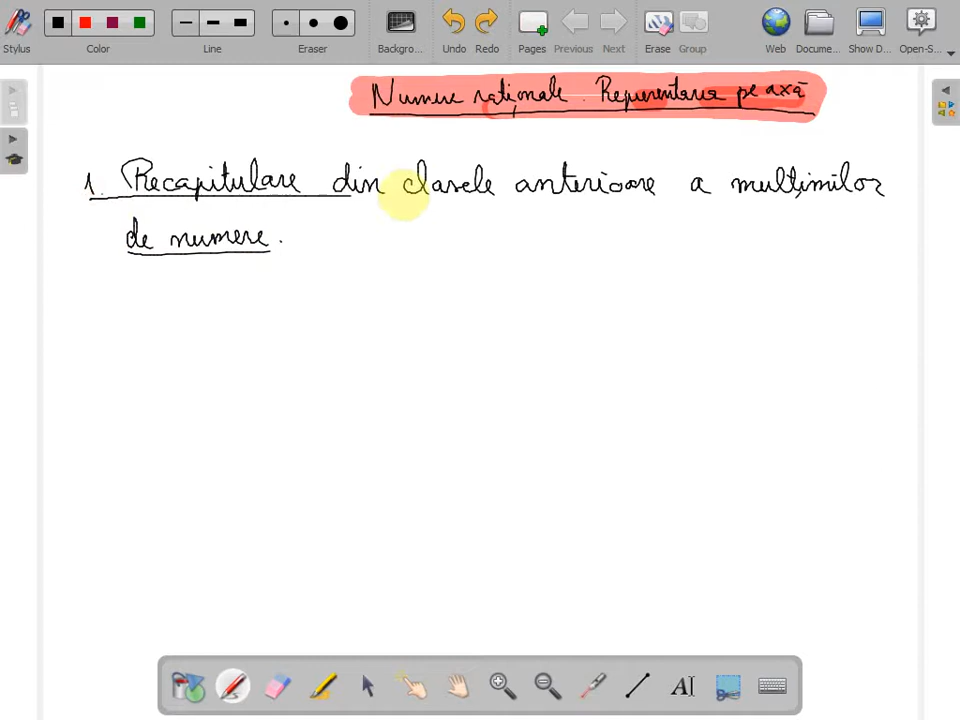 Stylus
Color
Line
Eraser
Backgro...
Undo
Redo
Pages
Previous
Next
Erase
Group
Web
Docume...
Show D...
Open-S...
Numere raționale. Reprezentarea pe axă
1. Recapitulare din clasele anterioare a mulțimilor
de numere.